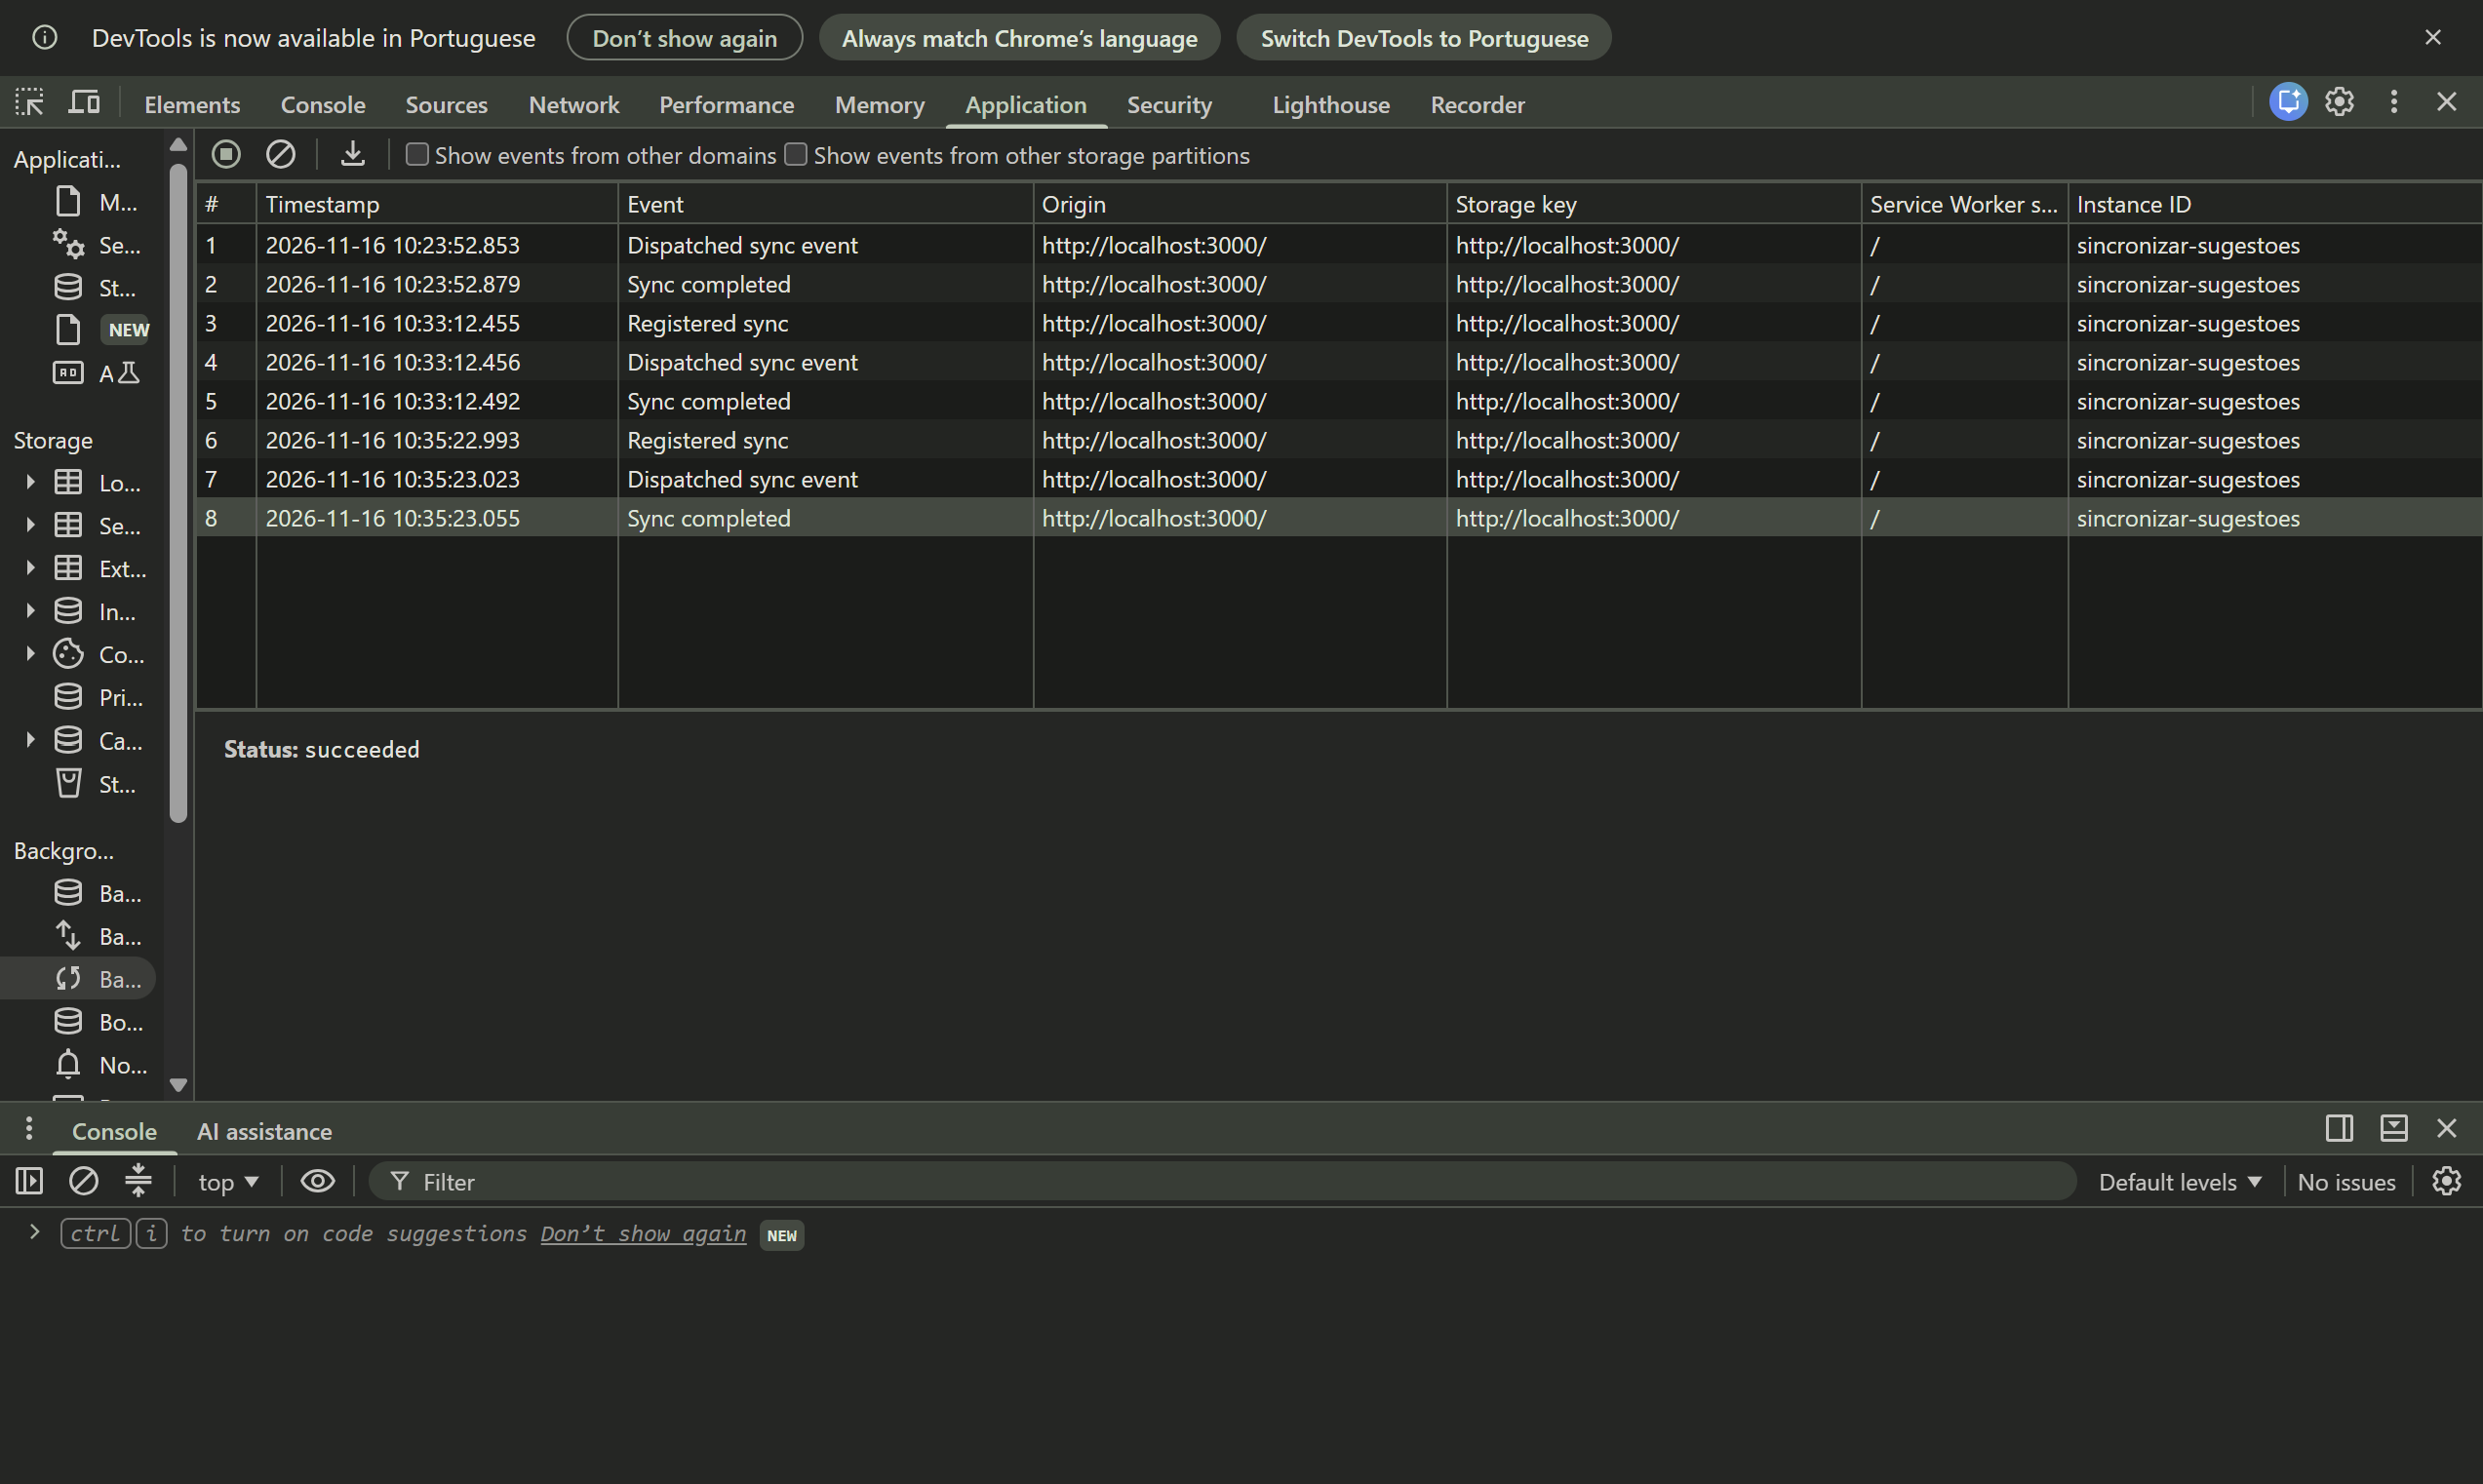 DevTools is now available in Portuguese Don't show again Always match Chrome's language Switch DevTools to Portuguese
Elements Console Sources Network Performance Memory Application Security Lighthouse Recorder
Show events from other domains Show events from other storage partitions
Applicati...
M...
Se...
St...
NEW
A
Storage
Lo...
Se...
Ext...
In...
Co...
Pri...
Ca...
St...
Backgro...
Ba...
Ba...
Ba...
Bo...
No...
# Timestamp Event Origin Storage key Service Worker s... Instance ID
1 2026-11-16 10:23:52.853 Dispatched sync event http://localhost:3000/ http://localhost:3000/ / sincronizar-sugestoes
2 2026-11-16 10:23:52.879 Sync completed http://localhost:3000/ http://localhost:3000/ / sincronizar-sugestoes
3 2026-11-16 10:33:12.455 Registered sync http://localhost:3000/ http://localhost:3000/ / sincronizar-sugestoes
4 2026-11-16 10:33:12.456 Dispatched sync event http://localhost:3000/ http://localhost:3000/ / sincronizar-sugestoes
5 2026-11-16 10:33:12.492 Sync completed http://localhost:3000/ http://localhost:3000/ / sincronizar-sugestoes
6 2026-11-16 10:35:22.993 Registered sync http://localhost:3000/ http://localhost:3000/ / sincronizar-sugestoes
7 2026-11-16 10:35:23.023 Dispatched sync event http://localhost:3000/ http://localhost:3000/ / sincronizar-sugestoes
8 2026-11-16 10:35:23.055 Sync completed http://localhost:3000/ http://localhost:3000/ / sincronizar-sugestoes
Status: succeeded
Console AI assistance
top Filter Default levels No issues
ctrl i to turn on code suggestions Don't show again NEW